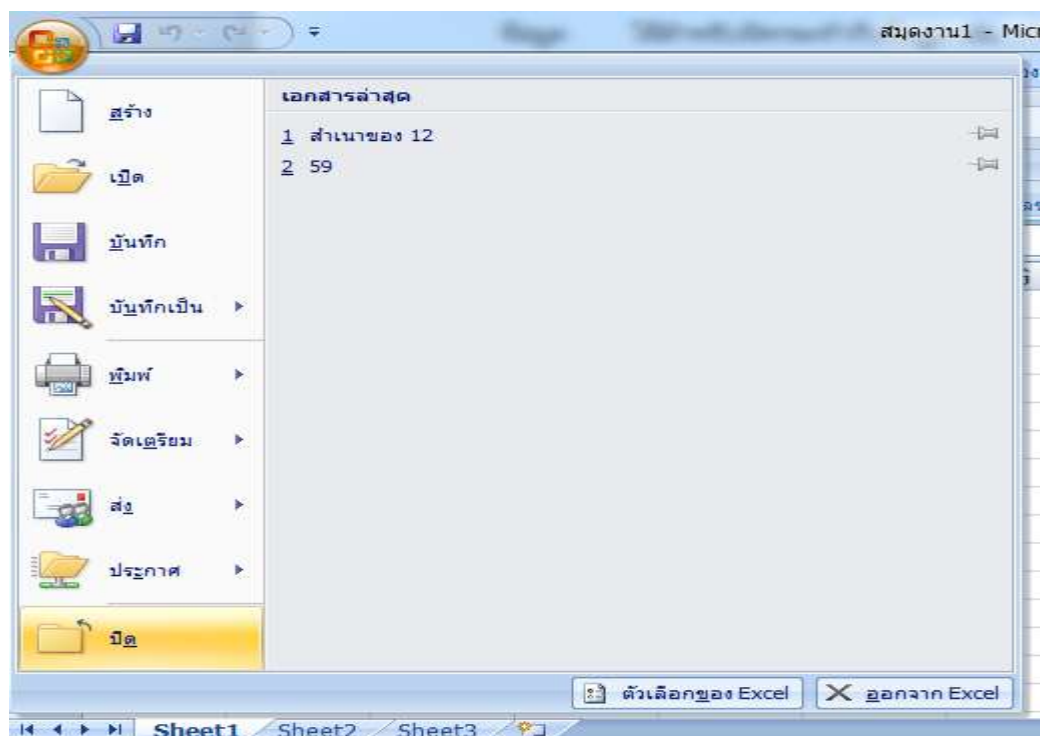 สมุดงาน1 - Micr
สร้าง
เปิด
บันทึก
บันทึกเป็น
พิมพ์
จัดเตรียม
ส่ง
ประกาศ
ปิด
เอกสารล่าสุด
1 สำเนาของ 12
2 59
ตัวเลือกของ Excel
ออกจาก Excel
Sheet1 Sheet2 Sheet3